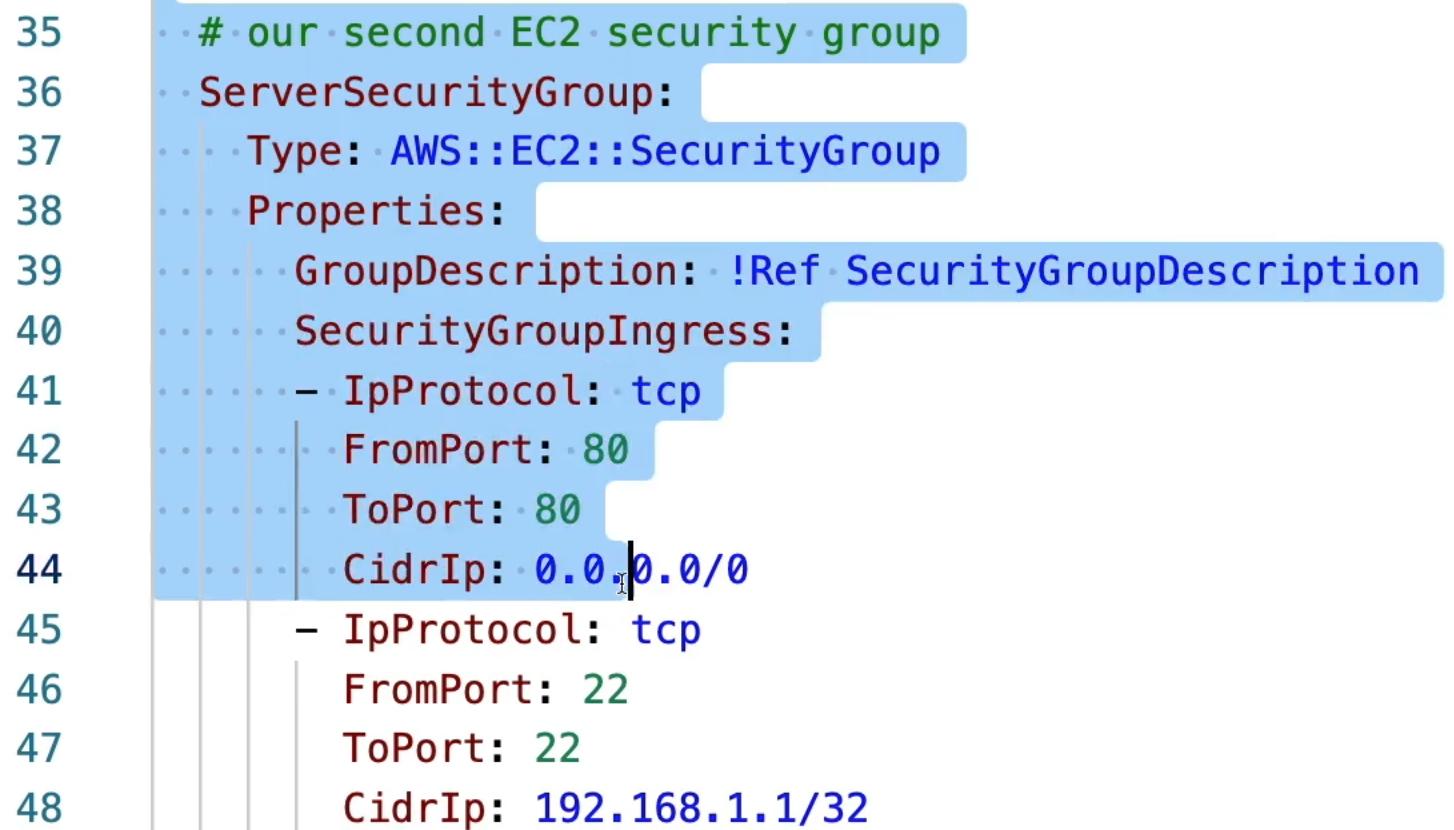 35 # our second EC2 security group
36 ServerSecurityGroup:
37 Type: AWS::EC2::SecurityGroup
38 Properties:
39 GroupDescription: !Ref SecurityGroupDescription
40 SecurityGroupIngress:
41 - IpProtocol: tcp
42 FromPort: 80
43 ToPort: 80
44 CidrIp: 0.0.0.0/0
45 - IpProtocol: tcp
46 FromPort: 22
47 ToPort: 22
48 CidrIp: 192.168.1.1/32